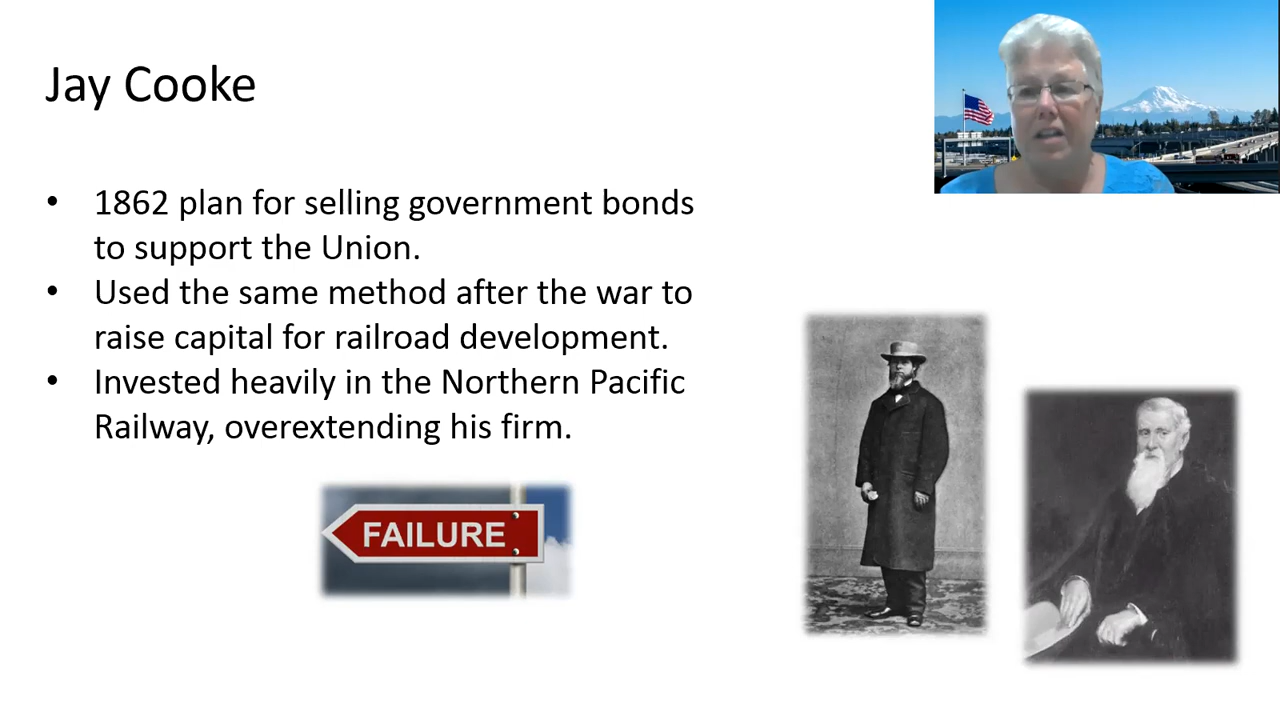 Jay Cooke
• 1862 plan for selling government bonds
to support the Union.
• Used the same method after the war to
raise capital for railroad development.
• Invested heavily in the Northern Pacific
Railway, overextending his firm.
FAILURE